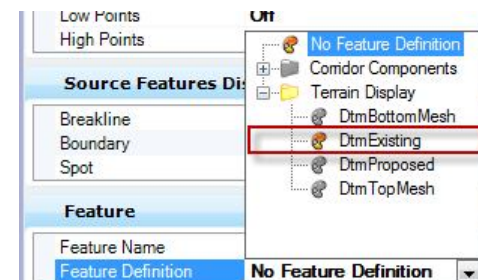 Low Points Off
High Points
No Feature Definition
Corridor Components
Source Features Di
Terrain Display
Breakline
DtmBottomMesh
Boundary
DtmExisting
Spot
DtmProposed
DtmTopMesh
Feature
Feature Name
Feature Definition No Feature Definition